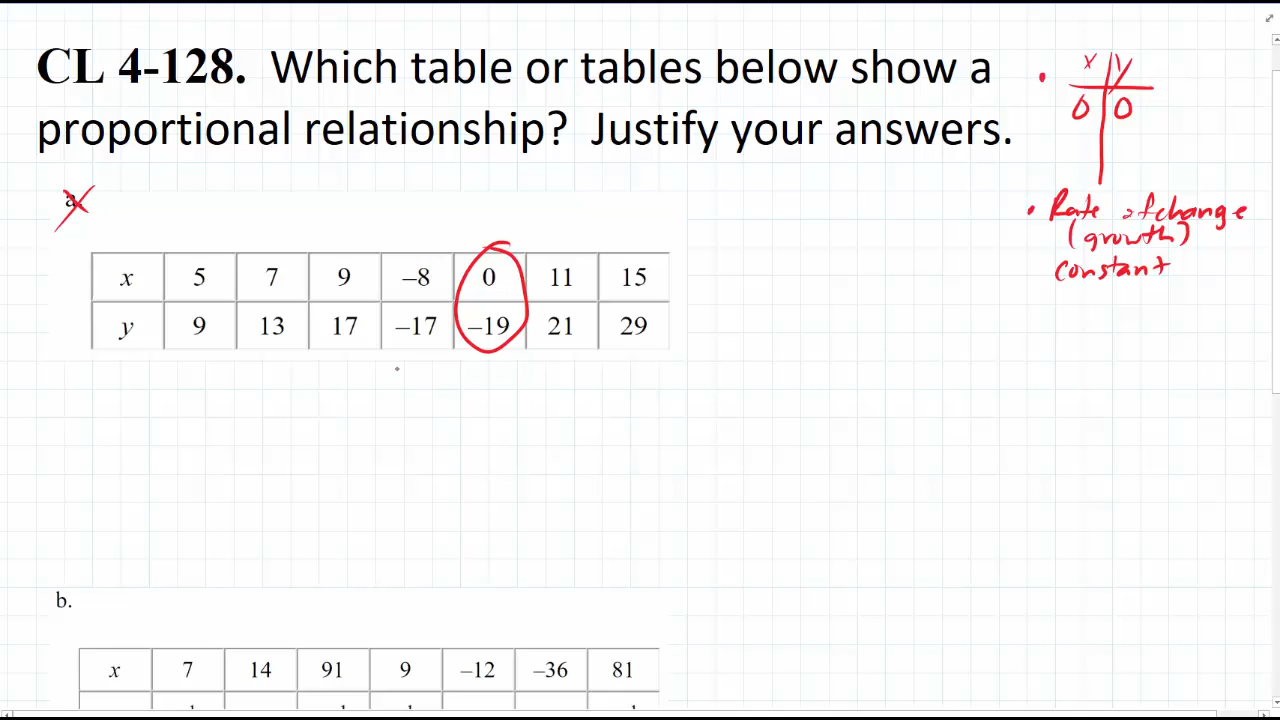 CL 4-128. Which table or tables below show a
proportional relationship? Justify your answers.
x y
0 0
• Rate of change
(growth)
constant
a.
x 5 7 9 –8 0 11 15
y 9 13 17 –17 –19 21 29
b.
x 7 14 91 9 –12 –36 81